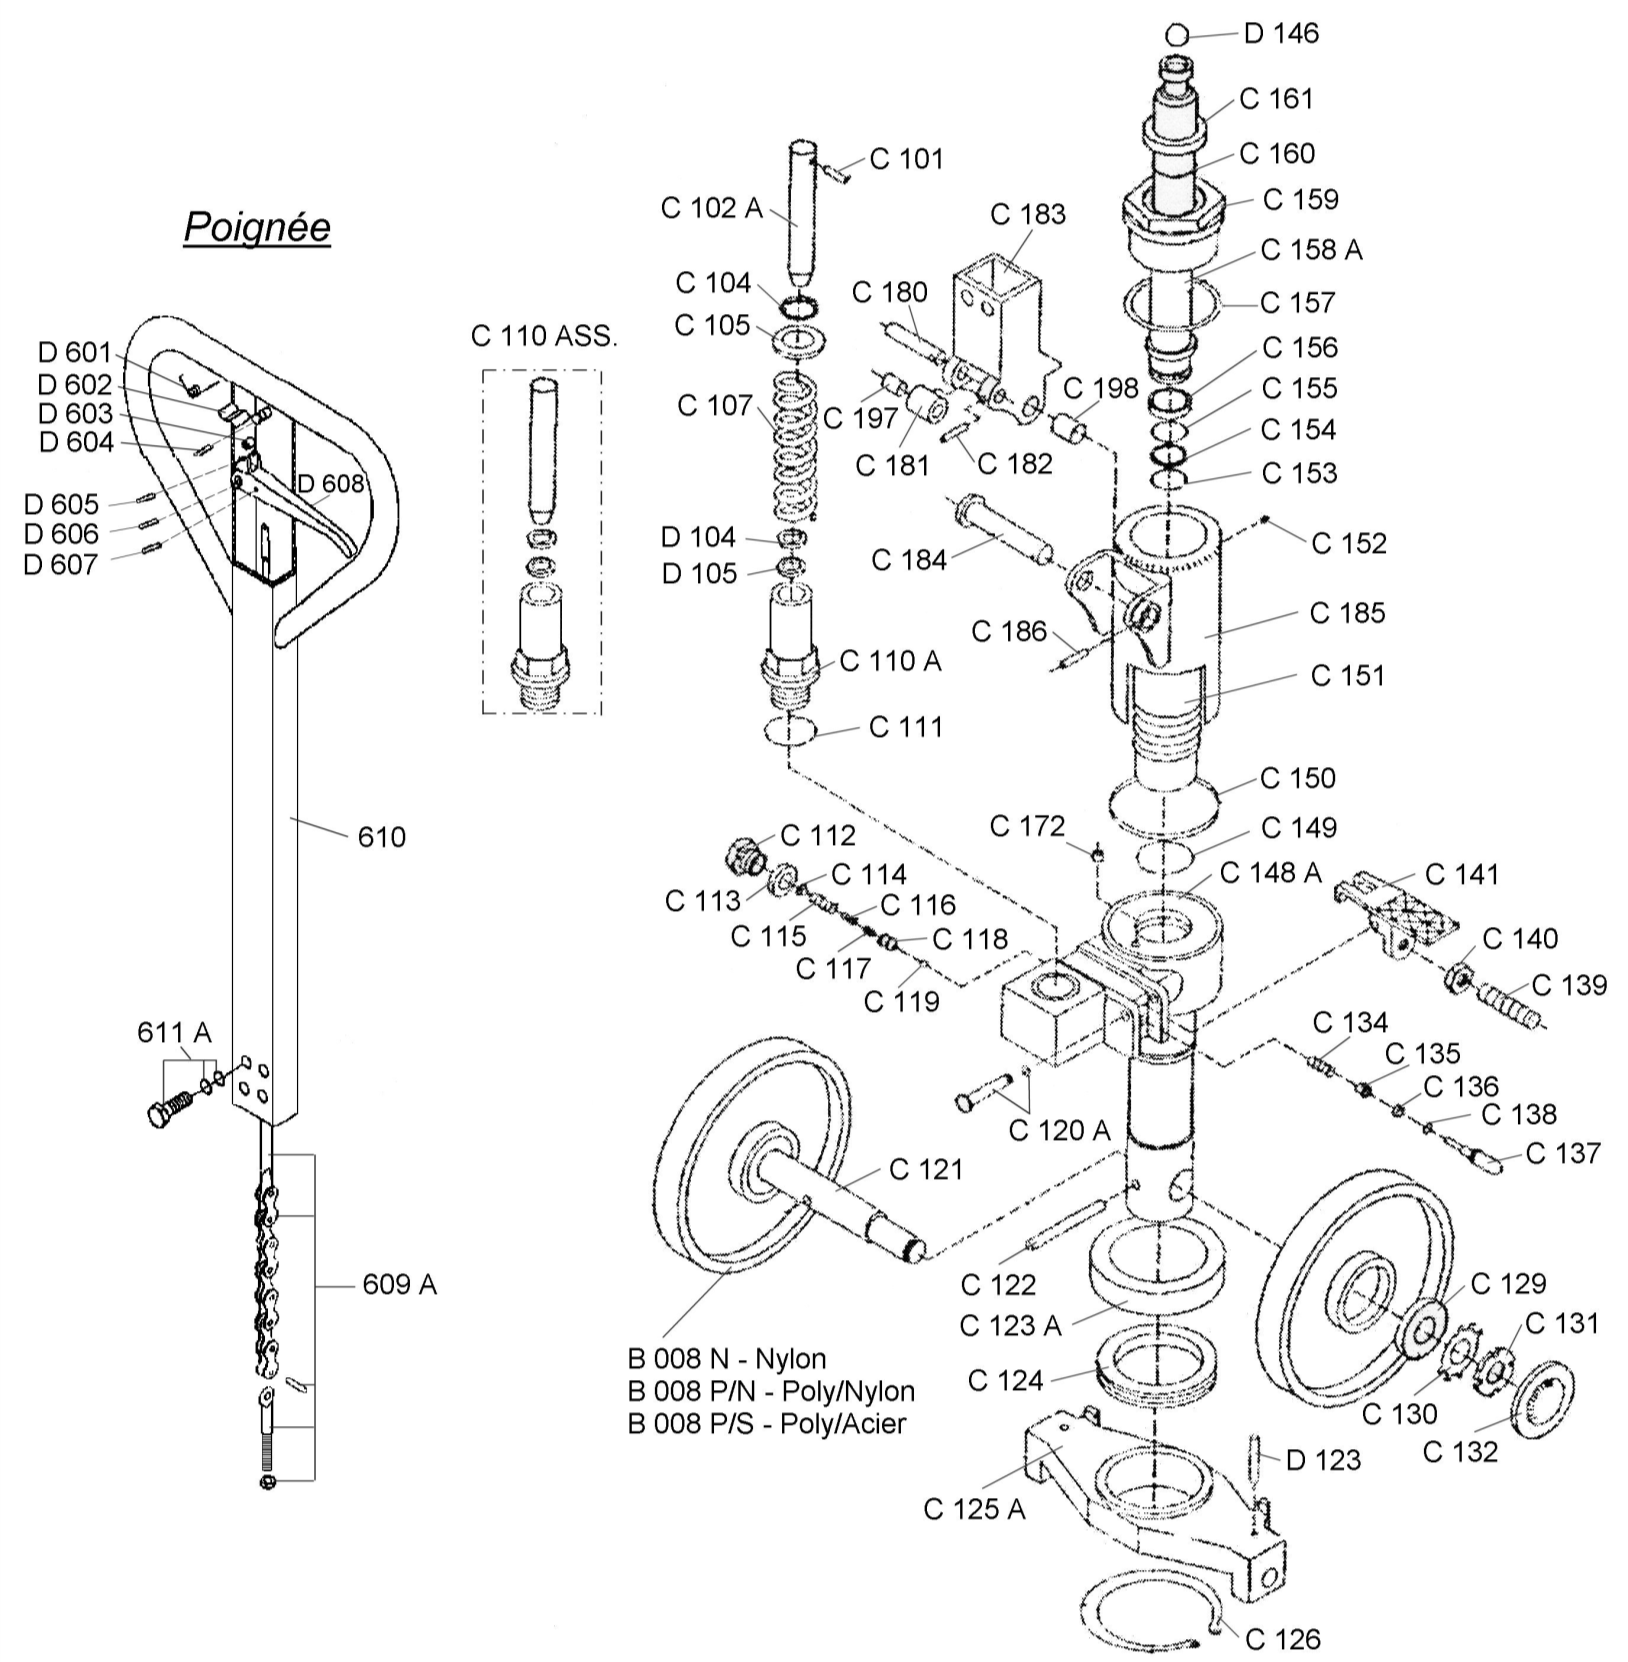 Poignée
D 601
D 602
D 603
D 604
D 605
D 606
D 607
D 608
610
611 A
609 A
C 110 ASS.
C 101
C 102 A
C 104
C 105
C 107
D 104
D 105
C 110 A
C 111
C 112
C 113
C 114
C 115
C 116
C 117
C 118
C 119
C 180
C 183
C 197
C 181
C 182
C 198
C 184
C 186
D 146
C 161
C 160
C 159
C 158 A
C 157
C 156
C 155
C 154
C 153
C 152
C 185
C 151
C 150
C 149
C 172
C 148 A
C 141
C 140
C 139
C 134
C 135
C 136
C 138
C 137
C 120 A
C 121
C 122
C 123 A
C 124
C 125 A
C 126
D 123
C 129
C 131
C 130
C 132
B 008 N - Nylon
B 008 P/N - Poly/Nylon
B 008 P/S - Poly/Acier